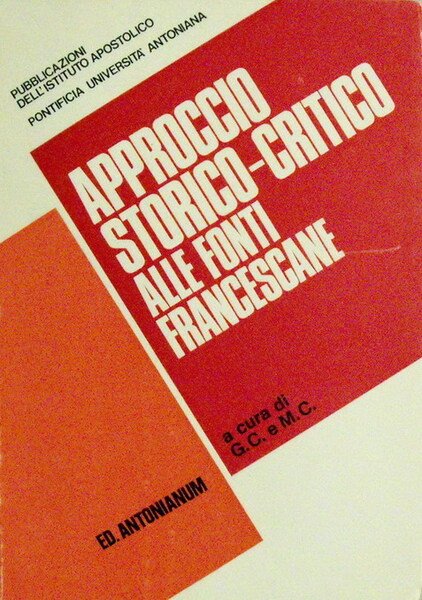 PUBBLICAZIONI
DELL'ISTITUTO APOSTOLICO
PONTIFICIA UNIVERSITÀ ANTONIANA
APPROCCIO
STORICO-CRITICO
ALLE FONTI
FRANCESCANE
a cura di
G.C. e M.C.
ED. ANTONIANUM